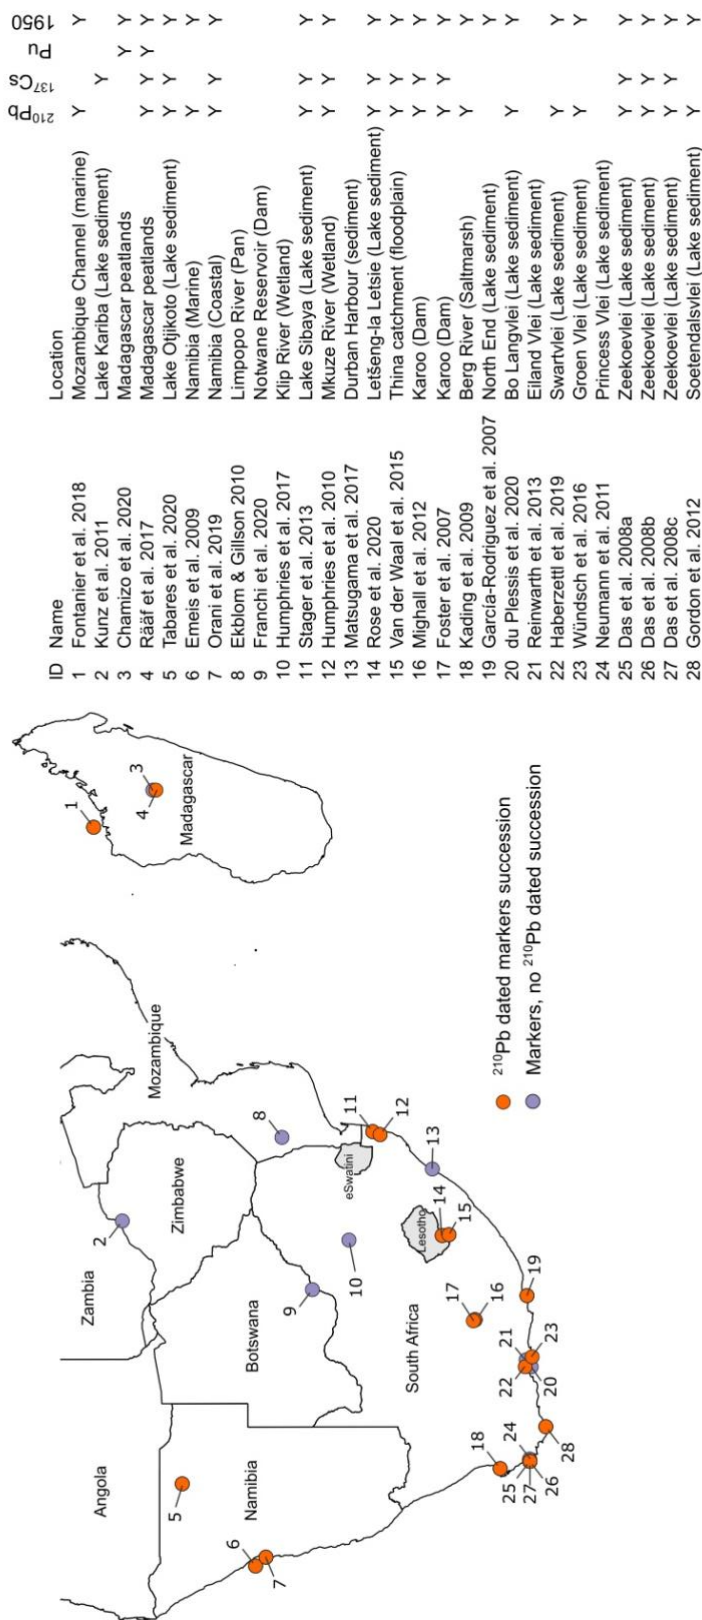 Angola
Zambia
Mozambique
Zimbabwe
Namibia
Botswana
South Africa
eSwatini
Lesotho
Madagascar
1
2
3
4
5
6
7
8
9
10
11
12
13
14
15
16
17
18
19
20
21
22
23
24
25
26
27
28
210Pb dated markers succession
Markers, no 210Pb dated succession
ID Name Location 210Pb 137Cs Pu 1950
1 Fontanier et al. 2018 Mozambique Channel (marine) Y Y
2 Kunz et al. 2011 Lake Kariba (Lake sediment) Y
3 Chamizo et al. 2020 Madagascar peatlands Y
4 Rääf et al. 2017 Madagascar peatlands Y Y Y
5 Tabares et al. 2020 Lake Otjikoto (Lake sediment) Y Y Y
6 Emeis et al. 2009 Namibia (Marine) Y Y
7 Orani et al. 2019 Namibia (Coastal) Y Y Y
8 Ekblom & Gillson 2010 Limpopo River (Pan)
9 Franchi et al. 2020 Notwane Reservoir (Dam)
10 Humphries et al. 2017 Klip River (Wetland)
11 Stager et al. 2013 Lake Sibaya (Lake sediment) Y Y Y
12 Humphries et al. 2010 Mkuze River (Wetland) Y Y Y
13 Matsugama et al. 2017 Durban Harbour (sediment)
14 Rose et al. 2020 Letšeng-la Letsie (Lake sediment) Y Y Y
15 Van der Waal et al. 2015 Thina catchment (floodplain) Y Y Y
16 Mighall et al. 2012 Karoo (Dam) Y Y Y
17 Foster et al. 2007 Karoo (Dam) Y Y Y
18 Kading et al. 2009 Berg River (Saltmarsh) Y Y
19 García-Rodríguez et al. 2007 North End (Lake sediment) Y
20 du Plessis et al. 2020 Bo Langvlei (Lake sediment) Y Y
21 Reinwarth et al. 2013 Eiland Vlei (Lake sediment)
22 Haberzettl et al. 2019 Swartvlei (Lake sediment) Y Y
23 Wündsch et al. 2016 Groen Vlei (Lake sediment) Y Y
24 Neumann et al. 2011 Princess Vlei (Lake sediment)
25 Das et al. 2008a Zeekoevlei (Lake sediment) Y Y Y
26 Das et al. 2008b Zeekoevlei (Lake sediment) Y Y Y
27 Das et al. 2008c Zeekoevlei (Lake sediment) Y Y Y
28 Gordon et al. 2012 Soetendalsvlei (Lake sediment) Y Y